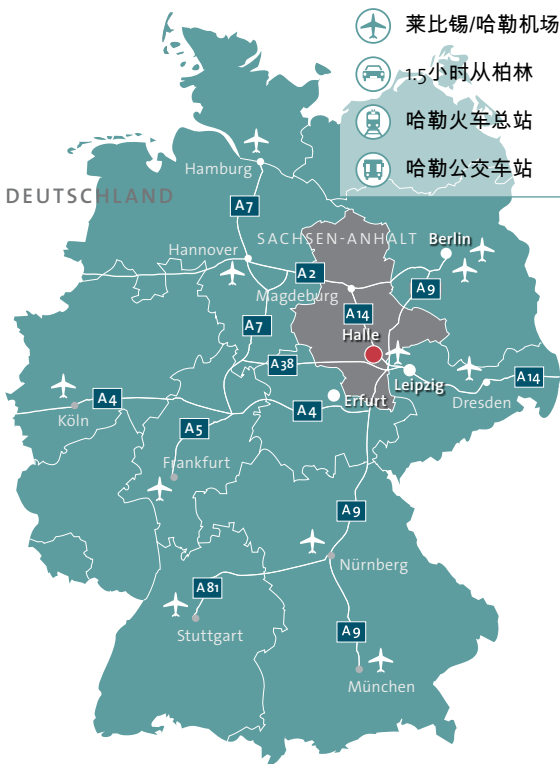 莱比锡/哈勒机场
1.5小时从柏林
哈勒火车总站
哈勒公交车站
Hamburg
DEUTSCHLAND
A7
SACHSEN-ANHALT
Berlin
Hannover
A2
A9
Magdeburg
A14
A7
Halle
A38
Leipzig
A14
A4
Erfurt
Dresden
A4
Köln
A5
Frankfurt
A9
Nürnberg
A81
Stuttgart
A9
München